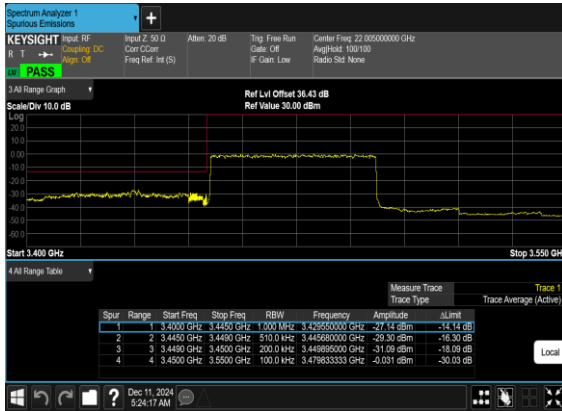 Spectrum Analyzer 1
Spurious Emissions
KEYSIGHT Input: RF Input Z: 50 Ω Atten: 20 dB Trig: Free Run Center Freq: 22.005000000 GHz
R T Coupling: DC Corr CCorr Gate: Off Avg|Hold: 100/100
Align: Off Freq Ref: Int (S) IF Gain: Low Radio Std: None
PASS
3 All Range Graph
Ref Lvl Offset 36.43 dB
Scale/Div 10.0 dB Ref Value 30.00 dBm
Log
20.0
10.0
0.00
-10.0
-20.0
-30.0
-40.0
-50.0
-60.0
Start 3.400 GHz Stop 3.550 GH
4 All Range Table
Measure Trace Trace 1
Trace Type Trace Average (Active)
Spur Range Start Freq Stop Freq RBW Frequency Amplitude ΔLimit
1 1 3.4000 GHz 3.4450 GHz 1.000 MHz 3.429550000 GHz -27.14 dBm -14.14 dB
2 2 3.4450 GHz 3.4490 GHz 510.0 kHz 3.445680000 GHz -29.30 dBm -16.30 dB
3 3 3.4490 GHz 3.4500 GHz 200.0 kHz 3.449895000 GHz -31.09 dBm -18.09 dB
4 4 3.4500 GHz 3.5500 GHz 100.0 kHz 3.479833333 GHz -0.031 dBm -30.03 dB
Local
? Dec 11, 2024
5:24:17 AM